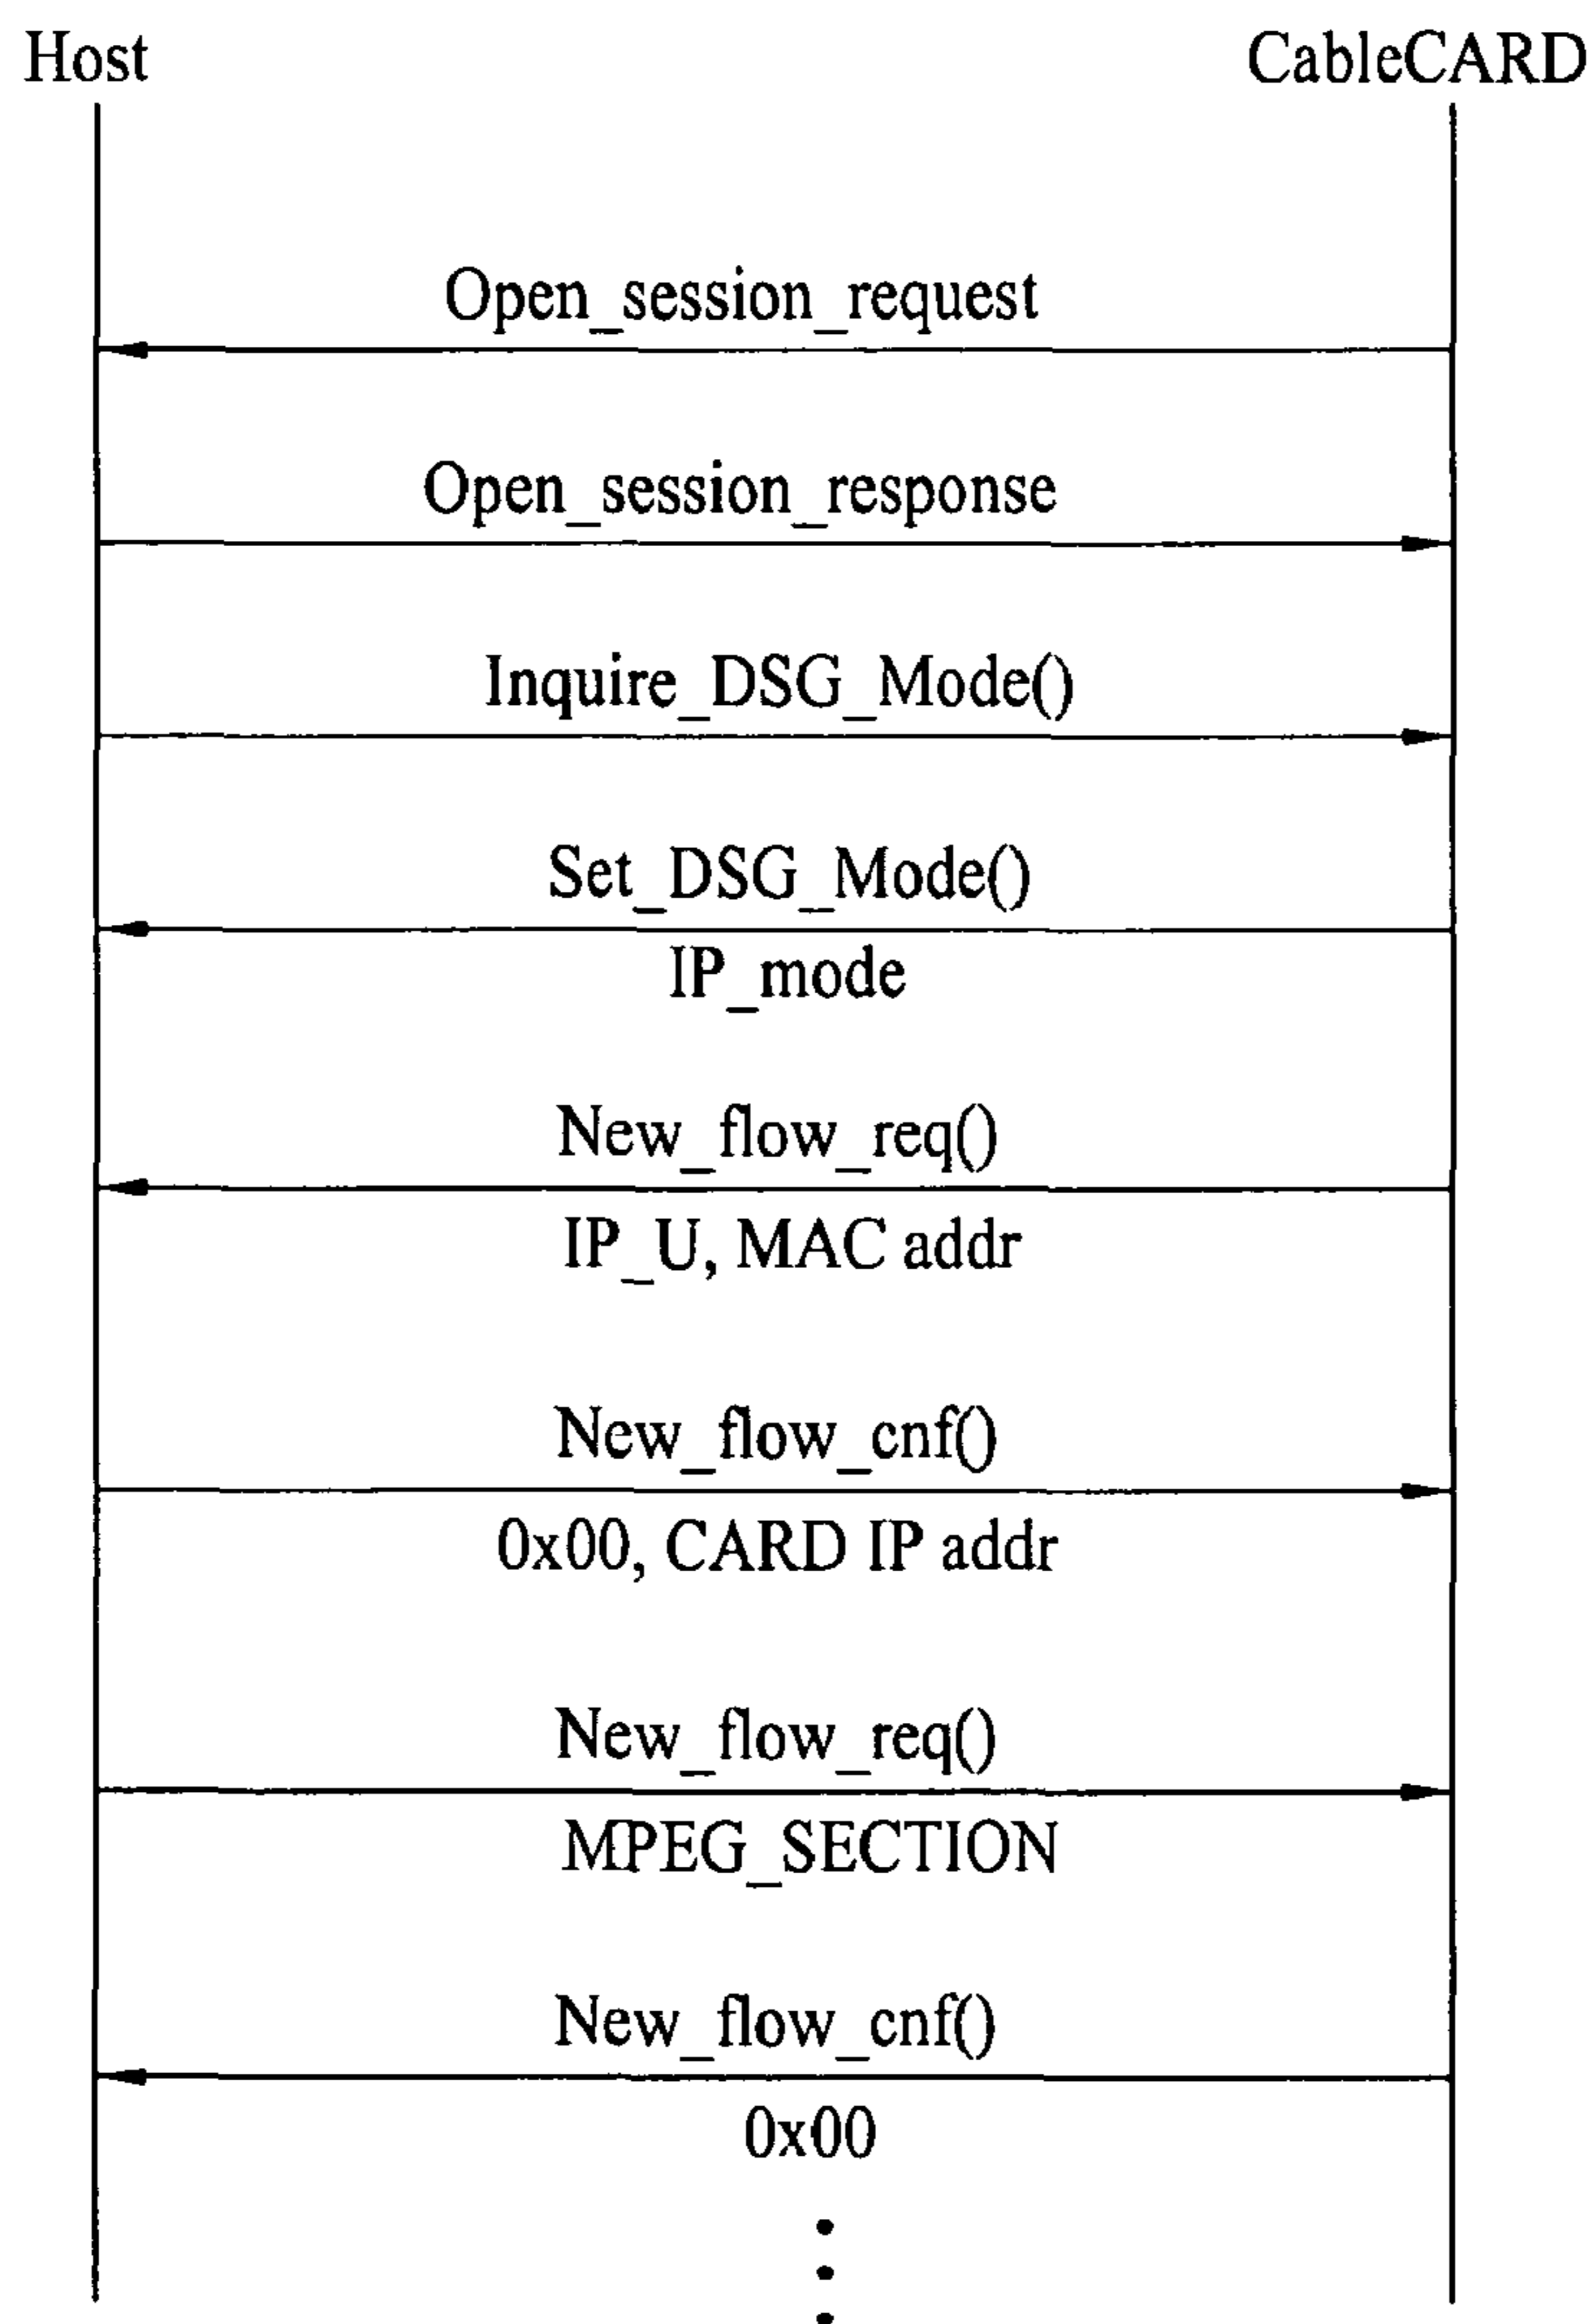 Host CableCARD
Open_session_request
Open_session_response
Inquire_DSG_Mode()
Set_DSG_Mode()
IP_mode
New_flow_req()
IP_U, MAC addr
New_flow_cnf()
0x00, CARD IP addr
New_flow_req()
MPEG_SECTION
New_flow_cnf()
0x00